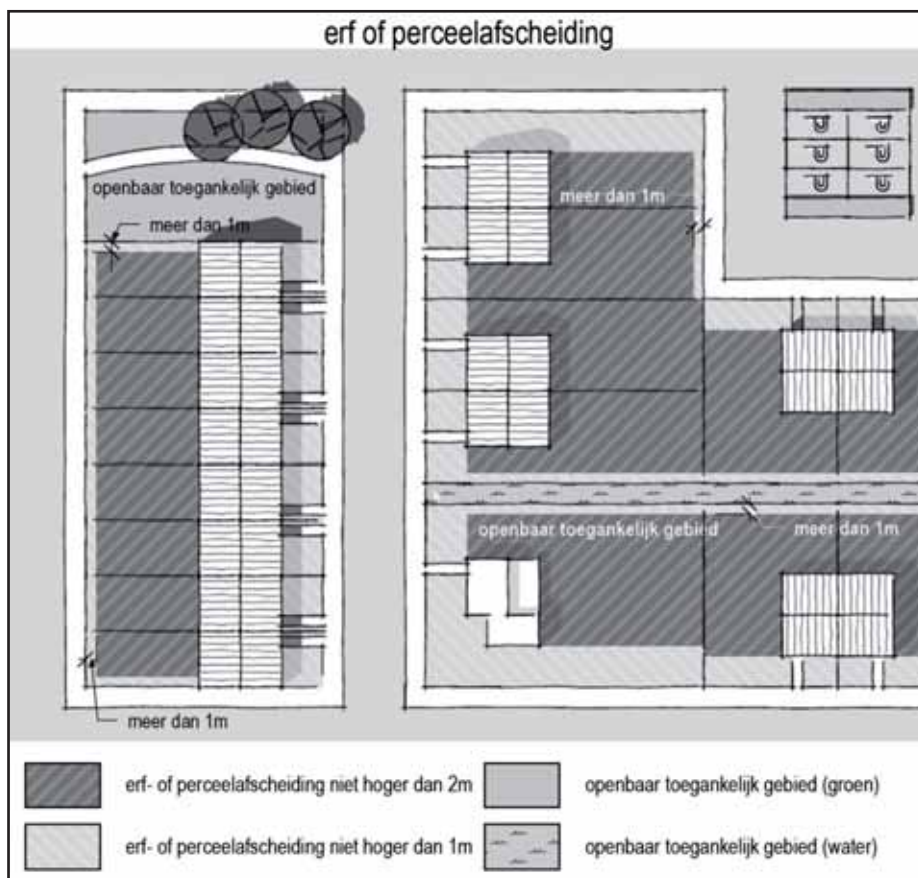 erf of perceelafscheiding
openbaar toegankelijk gebied
meer dan 1m
meer dan 1m
openbaar toegankelijk gebied
meer dan 1m
meer dan 1m
erf- of perceelafscheiding niet hoger dan 2m
openbaar toegankelijk gebied (groen)
erf- of perceelafscheiding niet hoger dan 1m
openbaar toegankelijk gebied (water)